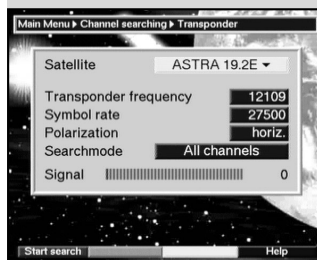 Main Menu ▶ Channel searching ▶ Transponder
Satellite ASTRA 19.2E ▾
Transponder frequency 12109
Symbol rate 27500
Polarization horiz.
Searchmode All channels
Signal 0
Start search Help